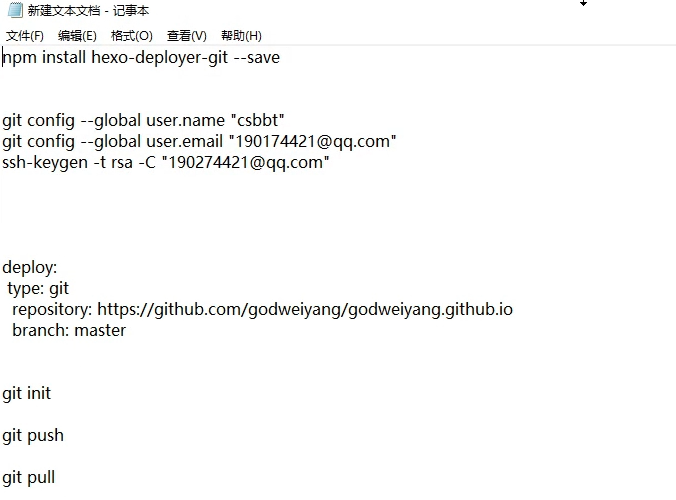 新建文本文档 - 记事本
文件(F) 编辑(E) 格式(O) 查看(V) 帮助(H)
npm install hexo-deployer-git --save
git config --global user.name "csbbt"
git config --global user.email "190174421@qq.com"
ssh-keygen -t rsa -C "190274421@qq.com"
deploy:
type: git
repository: https://github.com/godweiyang/godweiyang.github.io
branch: master
git init
git push
git pull